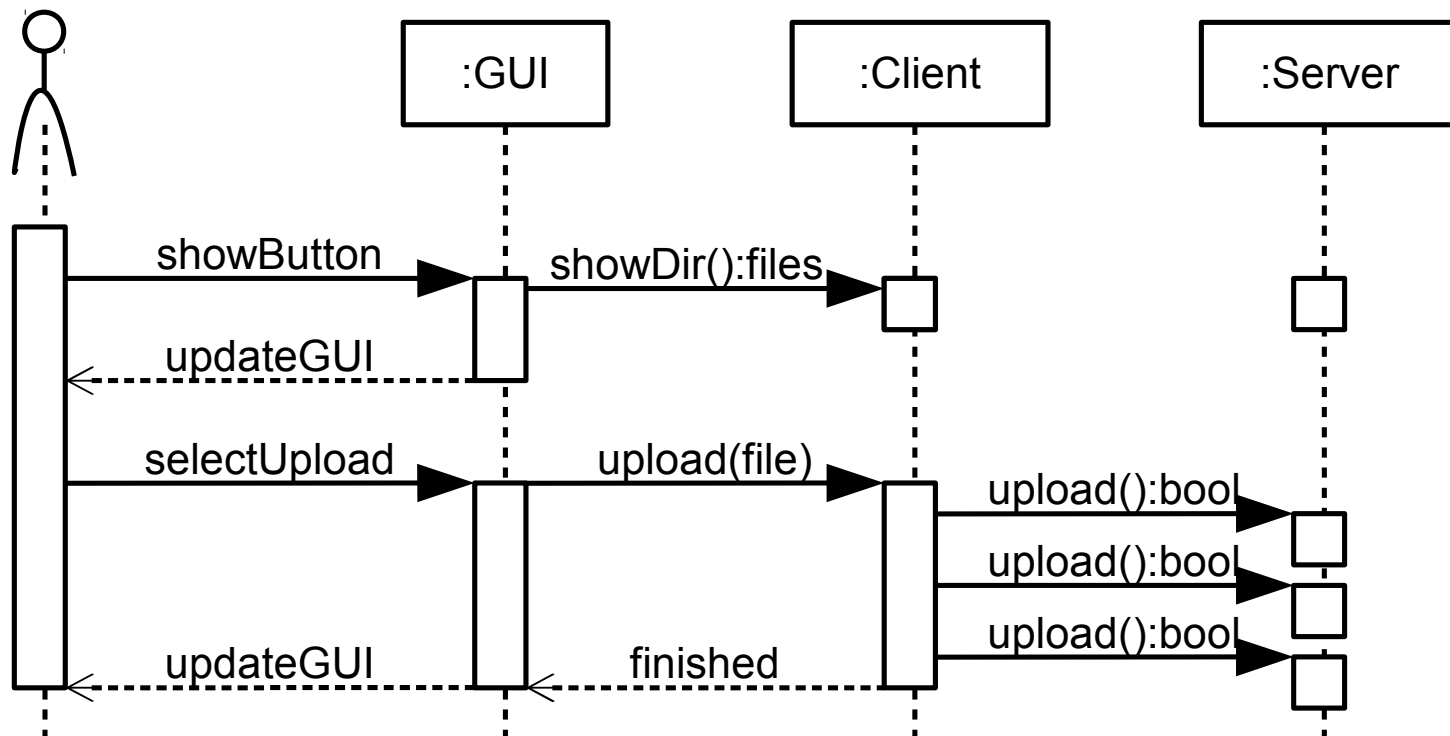 :GUI
:Client
:Server
showButton
showDir():files
updateGUI
selectUpload
upload(file)
upload():bool
upload():bool
upload():bool
updateGUI
finished